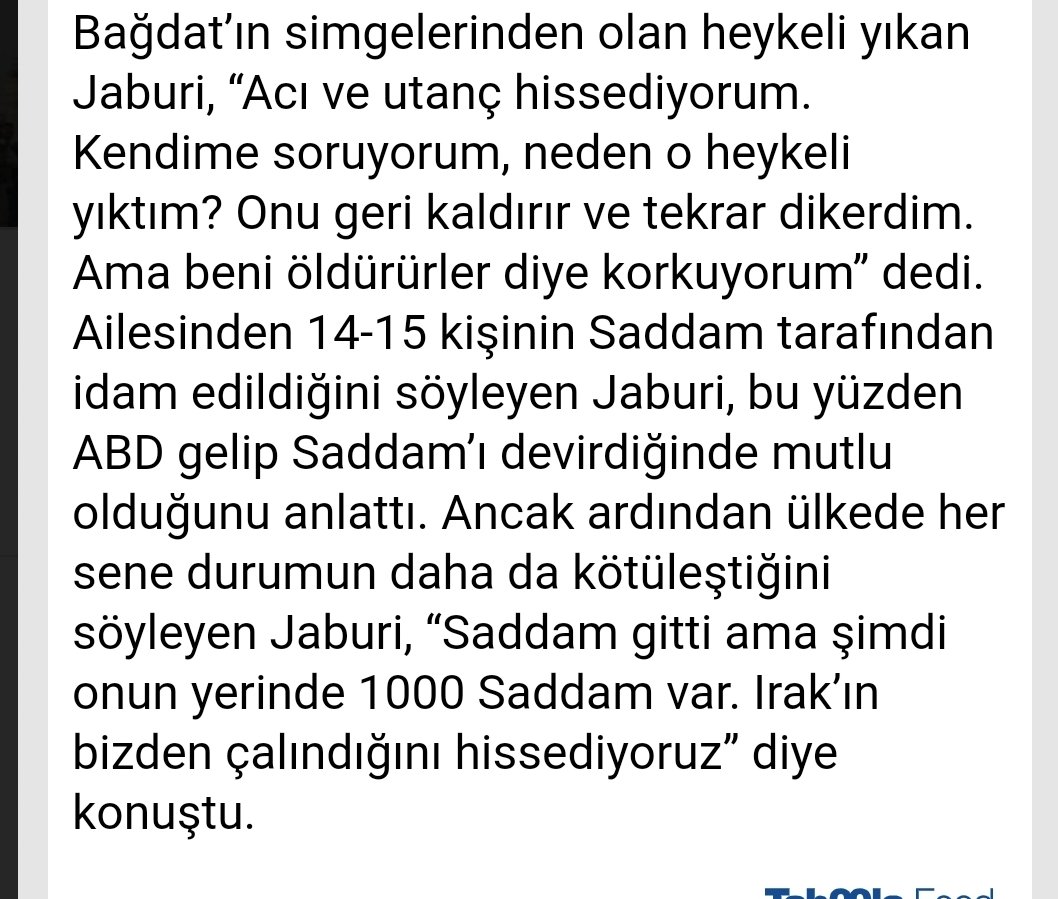 Bağdat’ın simgelerinden olan heykeli yıkan
Jaburi, “Acı ve utanç hissediyorum.
Kendime soruyorum, neden o heykeli
yıktım? Onu geri kaldırır ve tekrar dikerdim.
Ama beni öldürürler diye korkuyorum” dedi.
Ailesinden 14-15 kişinin Saddam tarafından
idam edildiğini söyleyen Jaburi, bu yüzden
ABD gelip Saddam’ı devirdiğinde mutlu
olduğunu anlattı. Ancak ardından ülkede her
sene durumun daha da kötüleştiğini
söyleyen Jaburi, “Saddam gitti ama şimdi
onun yerinde 1000 Saddam var. Irak’ın
bizden çalındığını hissediyoruz” diye
konuştu.